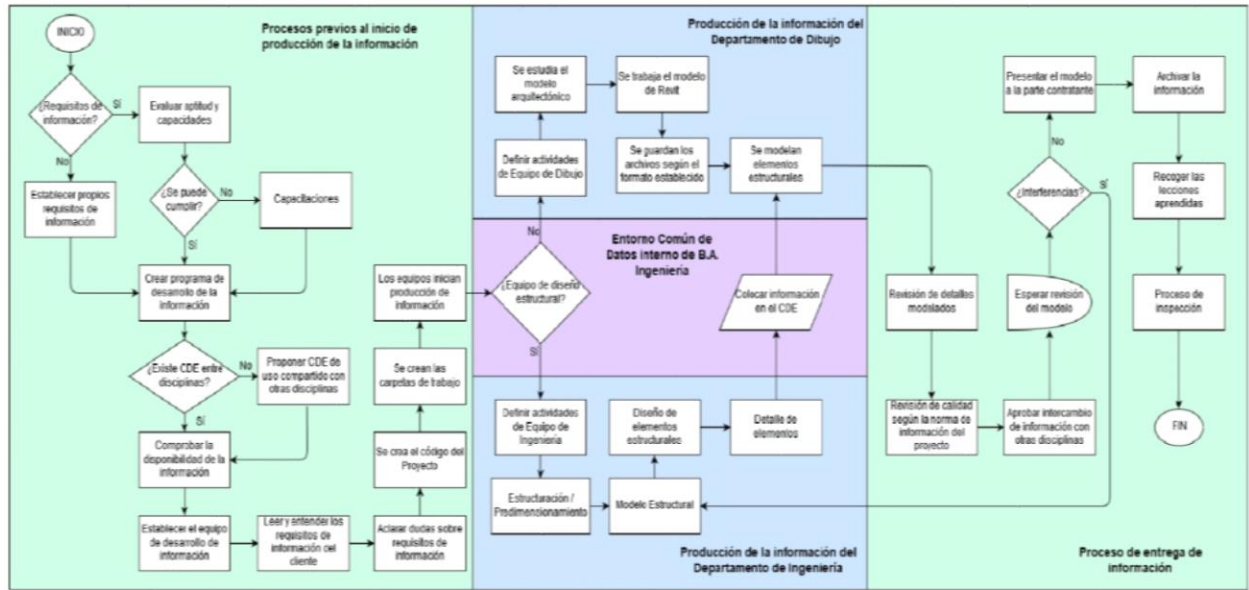 INICIO
Procesos previos al inicio de
producción de la información
¿Requisitos de
información?
Sí
No
Evaluar aptitud y
capacidades
Establecer propios
requisitos de
información
¿Se puede
cumplir?
No
Sí
Capacitaciones
Crear programa de
desarrollo de la
información
¿Existe CDE entre
disciplinas?
No
Sí
Proponer CDE de
uso compartido con
otras disciplinas
Comprobar la
disponibilidad de la
información
Establecer el equipo
de desarrollo de
información
Leer y entender los
requisitos de
información del
cliente
Aclarar dudas sobre
requisitos de
información
Se crea el código del
Proyecto
Se crean las
carpetas de trabajo
Los equipos inician
producción de
información
Producción de la información del
Departamento de Dibujo
Se estudia el
modelo
arquitectónico
Se trabaja el modelo
de Revit
Definir actividades
de Equipo de Dibujo
Se guardan los
archivos según el
formato establecido
Se modelan
elementos
estructurales
No
Entorno Común de
Datos interno de B.A.
Ingeniería
¿Equipo de diseño
estructural?
Sí
Colocar información
en el CDE
Definir actividades
de Equipo de
Ingeniería
Diseño de
elementos
estructurales
Detalle de
elementos
Estructuración /
Predimensionamiento
Modelo Estructural
Producción de la información del
Departamento de Ingeniería
Presentar el modelo
a la parte contratante
Archivar la
información
No
¿Interferencias?
Sí
Recoger las
lecciones
aprendidas
Revisión de detalles
modelados
Esperar revisión
del modelo
Proceso de
inspección
Revisión de calidad
según la norma de
información del
proyecto
Aprobar intercambio
de información con
otras disciplinas
FIN
Proceso de entrega de
información